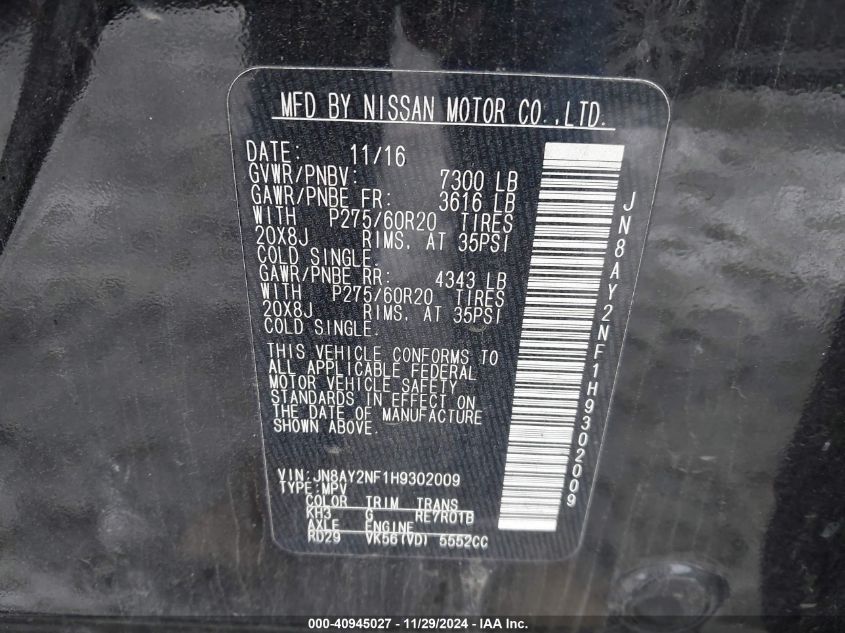 MFD BY NISSAN MOTOR CO.,LTD.
DATE: 11/16
GVWR/PNBV: 7300 LB
GAWR/PNBE FR: 3616 LB
WITH P275/60R20 TIRES
20X8J RIMS, AT 35PSI
COLD SINGLE.
GAWR/PNBE RR: 4343 LB
WITH P275/60R20 TIRES
20X8J RIMS, AT 35PSI
COLD SINGLE.
THIS VEHICLE CONFORMS TO
ALL APPLICABLE FEDERAL
MOTOR VEHICLE SAFETY
STANDARDS IN EFFECT ON
THE DATE OF MANUFACTURE
SHOWN ABOVE.
VIN:JN8AY2NF1H9302009
TYPE:MPV
COLOR TRIM TRANS
KH3 G RE7R01B
AXLE ENGINE
RD29 VK56(VD) 5552CC
JN8AY2NF1H9302009
000-40945027 | 11/29/2024 - IAA Inc.